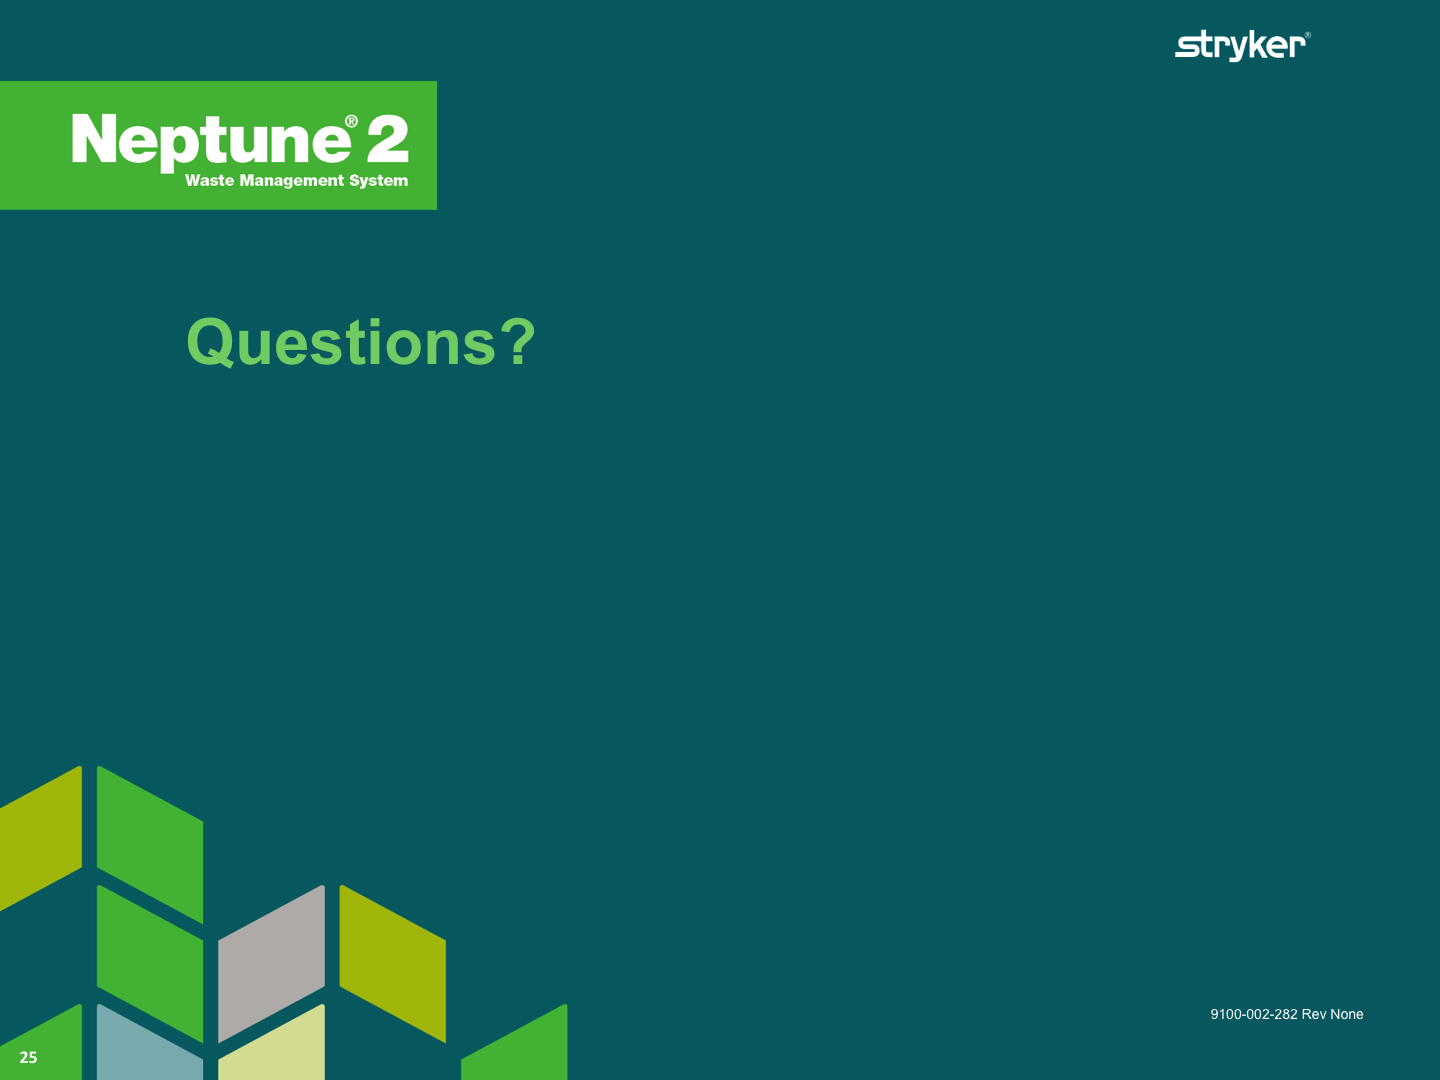 stryker®
Neptune® 2
Waste Management System
Questions?
9100-002-282 Rev None
25